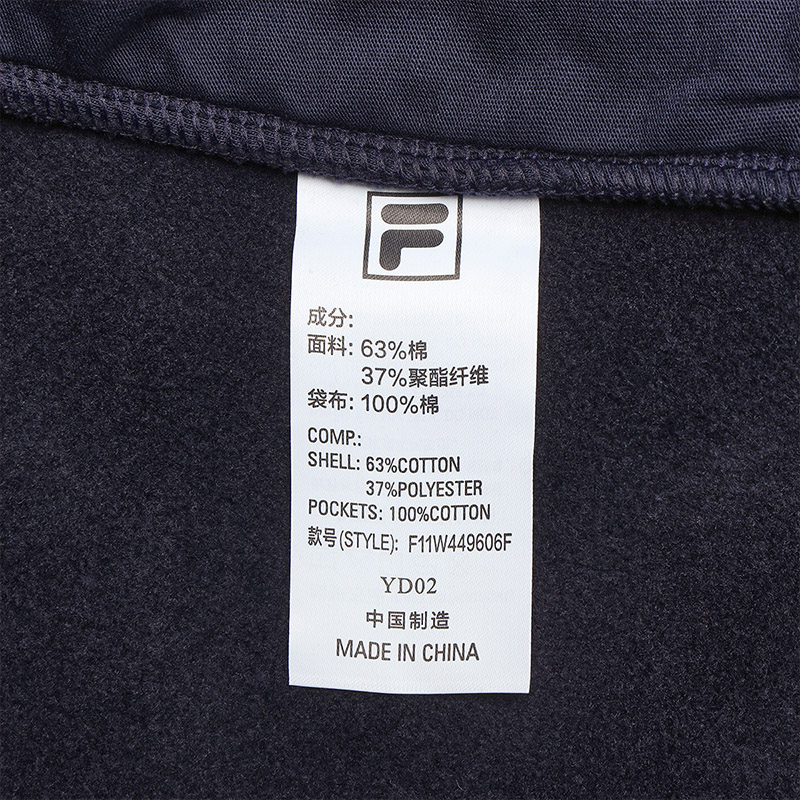 F
成分:
面料: 63%棉
37%聚酯纤维
袋布: 100%棉
COMP.:
SHELL: 63%COTTON
37%POLYESTER
POCKETS: 100%COTTON
款号(STYLE): F11W449606F
YD02
中国制造
MADE IN CHINA